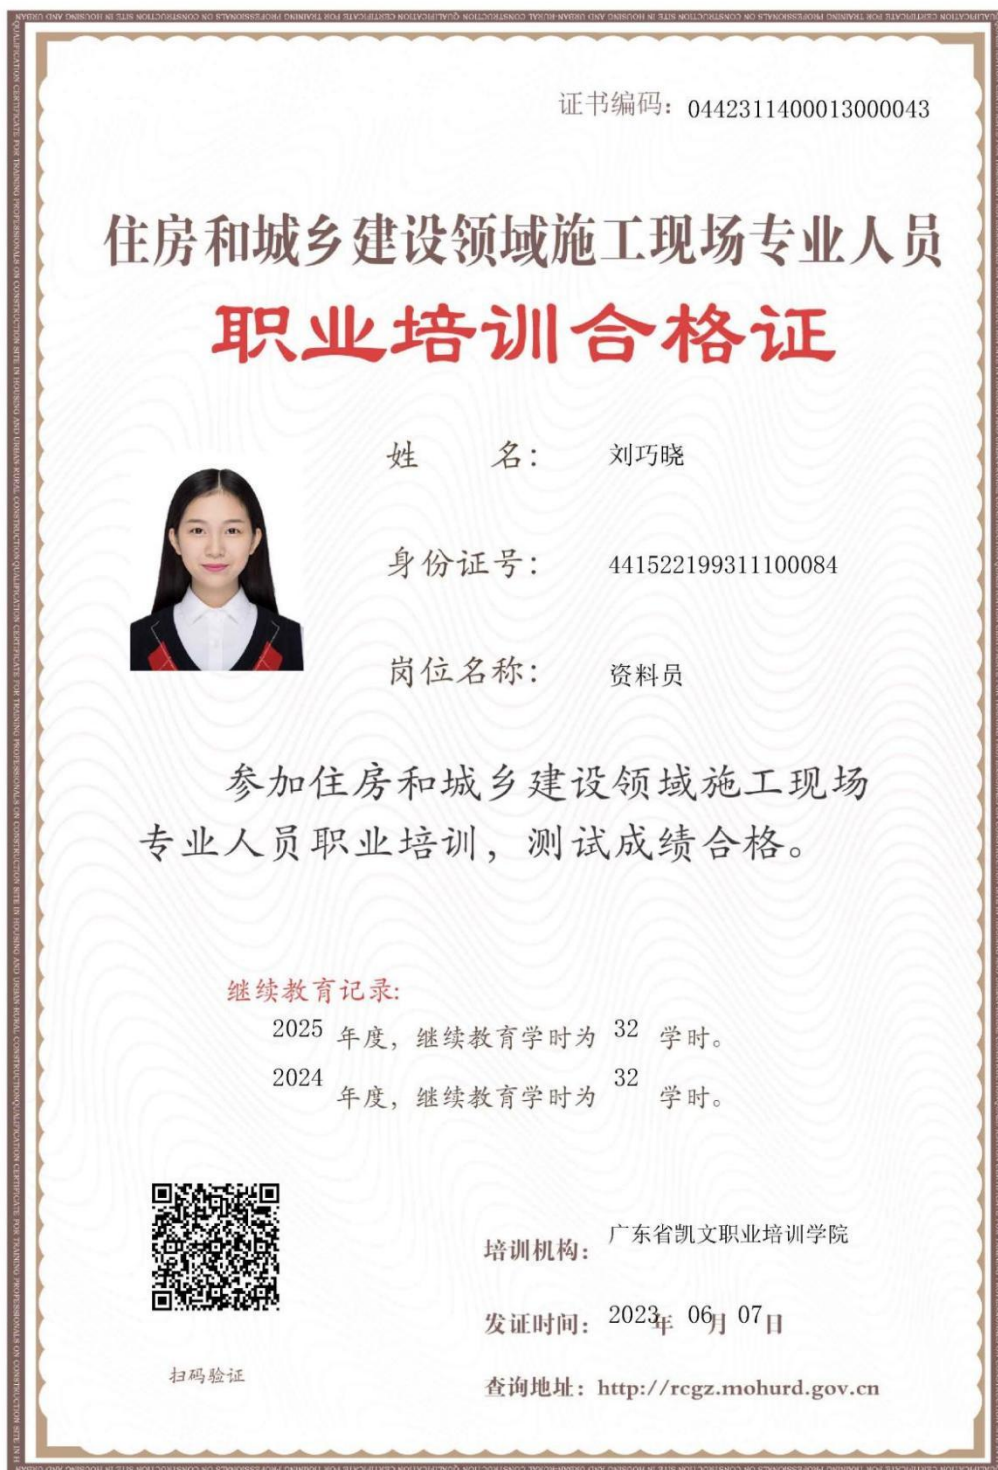 证书编码：0442311400013000043
住房和城乡建设领域施工现场专业人员
职业培训合格证
姓 名： 刘巧晓
身份证号： 441522199311100084
岗位名称： 资料员
参加住房和城乡建设领域施工现场
专业人员职业培训，测试成绩合格。
继续教育记录:
2025 年度，继续教育学时为 32 学时。
2024 年度，继续教育学时为 32 学时。
培训机构： 广东省凯文职业培训学院
发证时间： 2023年 06月 07日
扫码验证
查询地址：http://rcgz.mohurd.gov.cn